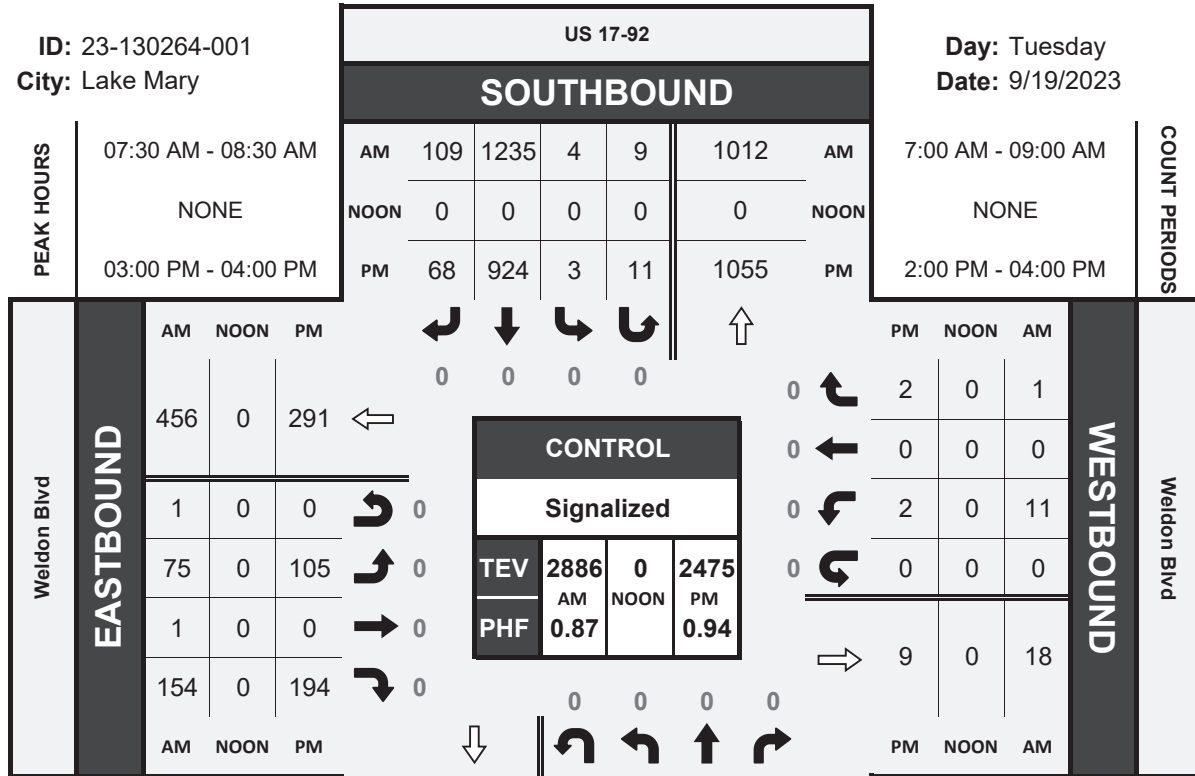 ID: 23-130264-001
City: Lake Mary
US 17-92
SOUTHBOUND
Day: Tuesday
Date: 9/19/2023
PEAK HOURS
07:30 AM - 08:30 AM
NONE
03:00 PM - 04:00 PM
AM 109 1235 4 9 1012 AM
NOON 0 0 0 0 0 NOON
PM 68 924 3 11 1055 PM
7:00 AM - 09:00 AM
NONE
2:00 PM - 04:00 PM
COUNT PERIODS
0 0 0 0
Weldon Blvd
EASTBOUND
AM NOON PM
456 0 291
1 0 0 0
75 0 105 0
1 0 0 0
154 0 194 0
AM NOON PM
CONTROL
Signalized
TEV 2886 0 2475
AM NOON PM
PHF 0.87 0.94
PM NOON AM
0 2 0 1
0 0 0 0
0 2 0 11
0 0 0 0
9 0 18
PM NOON AM
WESTBOUND
Weldon Blvd
0 0 0 0